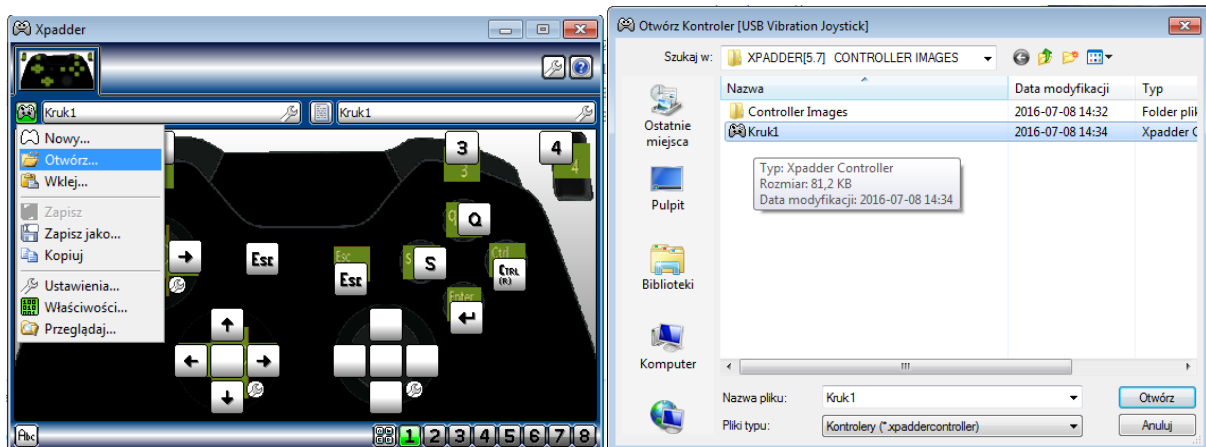 Xpadder
Kruk1
Kruk1
Nowy...
Otwórz...
Wklej...
Zapisz
Zapisz jako...
Kopiuj
Ustawienia...
Właściwości...
Przeglądaj...
3
3
4
4
q
Q
Esc
Esc
Esc
s
S
Ctrl
CTRL
(R)
Enter
Abc
1 2 3 4 5 6 7 8
Otwórz Kontroler [USB Vibration Joystick]
Szukaj w:
XPADDER[5.7] CONTROLLER IMAGES
Nazwa
Data modyfikacji
Typ
Controller Images
2016-07-08 14:32
Folder plik
Kruk1
2016-07-08 14:34
Xpadder C
Typ: Xpadder Controller
Rozmiar: 81,2 KB
Data modyfikacji: 2016-07-08 14:34
Ostatnie
miejsca
Pulpit
Biblioteki
Komputer
Nazwa pliku:
Kruk1
Otwórz
Pliki typu:
Kontrolery (*.xpaddercontroller)
Anuluj